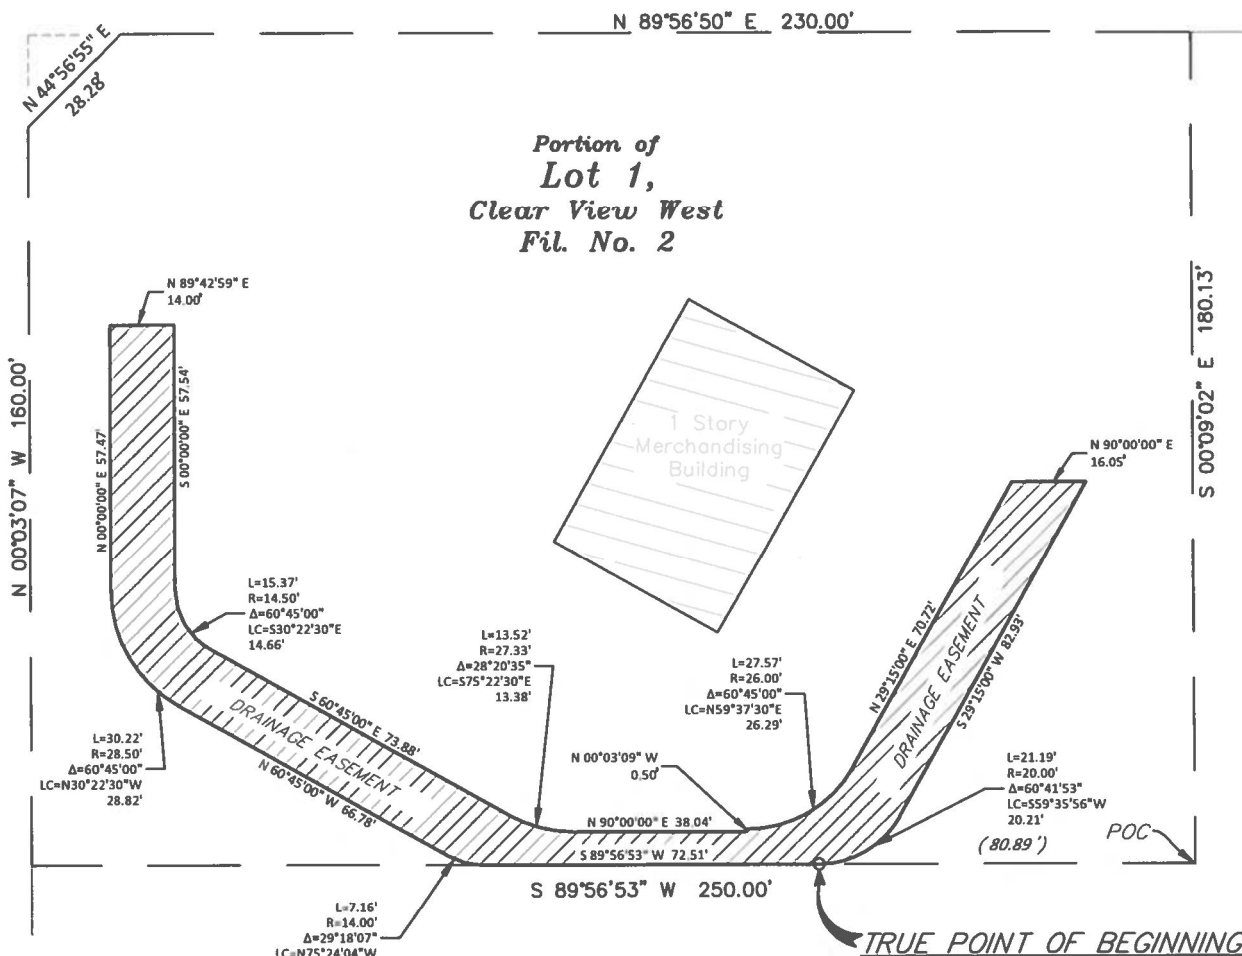 N 89°56'50" E 230.00'
N 44°56'55" E
28.28'
Portion of
Lot 1,
Clear View West
Fil. No. 2
N 89°42'59" E
14.00'
N 00°03'07" W 160.00'
S 00°09'02" E 180.13'
N 00°00'00" E 57.47'
S 00°00'00" E 57.54'
1 Story
Merchandising
Building
N 90°00'00" E
16.05'
L=15.37'
R=14.50'
Δ=60°45'00"
LC=S30°22'30"E
14.66'
L=13.52'
R=27.33'
Δ=28°20'35"
LC=S75°22'30"E
13.38'
L=27.57'
R=26.00'
Δ=60°45'00"
LC=N59°37'30"E
26.29'
N 29°15'00" E 70.72'
DRAINAGE EASEMENT
S 29°15'00" W 82.93'
S 60°45'00" E 73.88'
DRAINAGE EASEMENT
N 60°45'00" W 66.78'
L=30.22'
R=28.50'
Δ=60°45'00"
LC=N30°22'30"W
28.82'
N 00°03'09" W
0.50'
L=21.19'
R=20.00'
Δ=60°41'53"
LC=S59°35'56"W
20.21'
N 90°00'00" E 38.04'
S 89°56'53" W 72.51'
(80.89')
POC
S 89°56'53" W 250.00'
L=7.16'
R=14.00'
Δ=29°18'07"
LC=N75°24'04"W
TRUE POINT OF BEGINNING